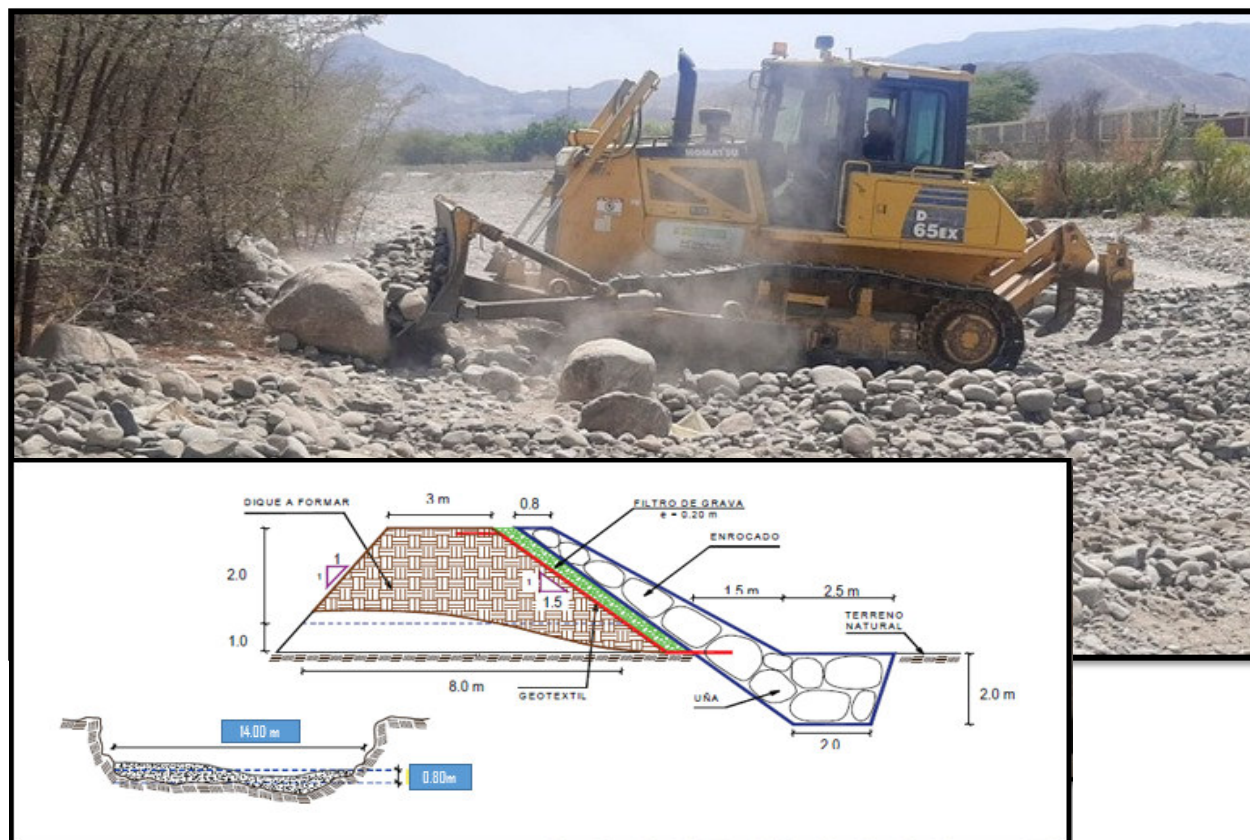 KOMATSU
D
65EX
DIQUE A FORMAR
3 m
0.8
FILTRO DE GRAVA
e = 0.20 m
ENROCADO
2.0
1
1
1
1.5
1.5 m
2.5 m
TERRENO
NATURAL
1.0
8.0 m
GEOTEXTIL
UÑA
2.0 m
2.0
14.00 m
0.80m